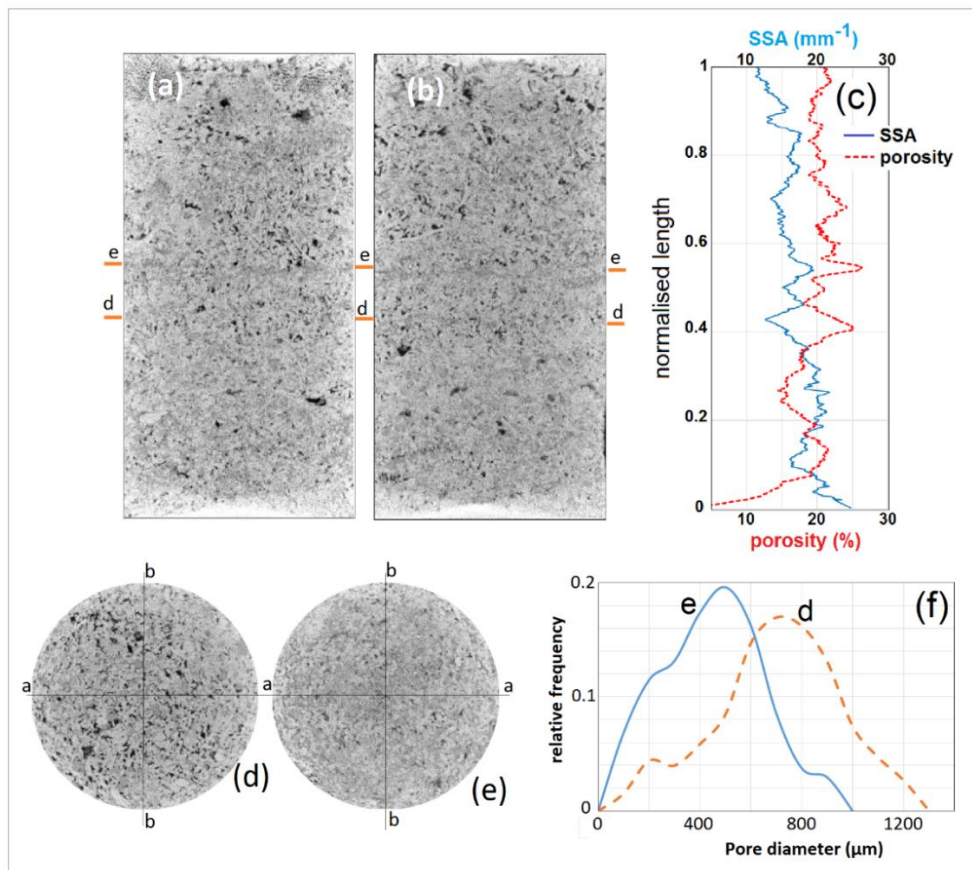 SSA (mm-1)
10 20 30
(a)
(b)
(c)
SSA
porosity
1
0.8
0.6
0.4
0.2
0
normalised length
10 20 30
porosity (%)
e e e
d d d
b b
a a a
b b
(d)
(e)
(f)
e
d
0.2
0.1
0
relative frequency
0 400 800 1200
Pore diameter (µm)